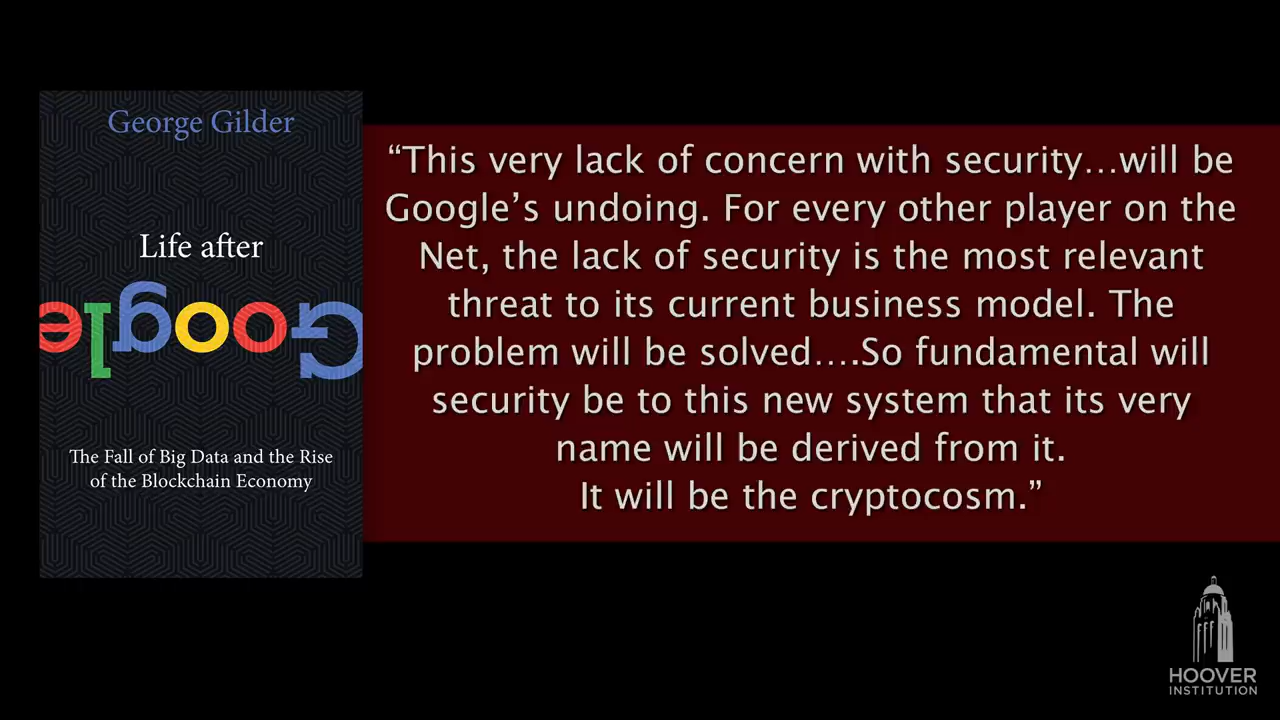 George Gilder
Life after
Google
The Fall of Big Data and the Rise
of the Blockchain Economy
“This very lack of concern with security…will be
Google’s undoing. For every other player on the
Net, the lack of security is the most relevant
threat to its current business model. The
problem will be solved….So fundamental will
security be to this new system that its very
name will be derived from it.
It will be the cryptocosm.”
HOOVER
INSTITUTION